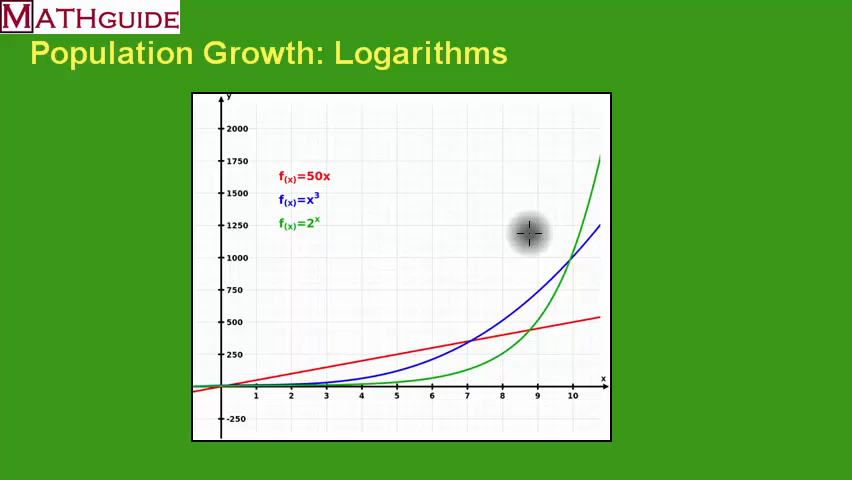 MATHGUIDE
Population Growth: Logarithms
y
2000
1750
f(x)=50x
1500
f(x)=x³
f(x)=2ˣ
1250
1000
750
500
250
x
1 2 3 4 5 6 7 8 9 10
-250